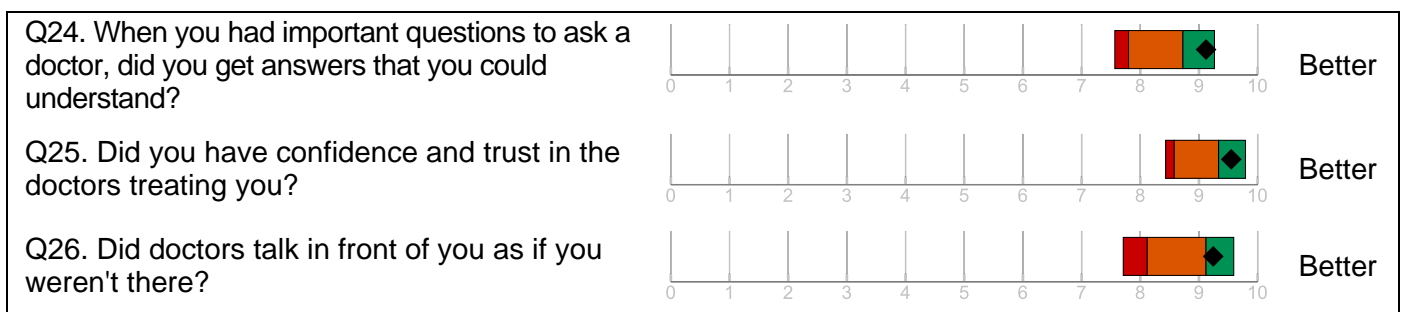 Q24. When you had important questions to ask a
doctor, did you get answers that you could
understand?
Better
0 1 2 3 4 5 6 7 8 9 10
Q25. Did you have confidence and trust in the
doctors treating you?
Better
0 1 2 3 4 5 6 7 8 9 10
Q26. Did doctors talk in front of you as if you
weren't there?
Better
0 1 2 3 4 5 6 7 8 9 10